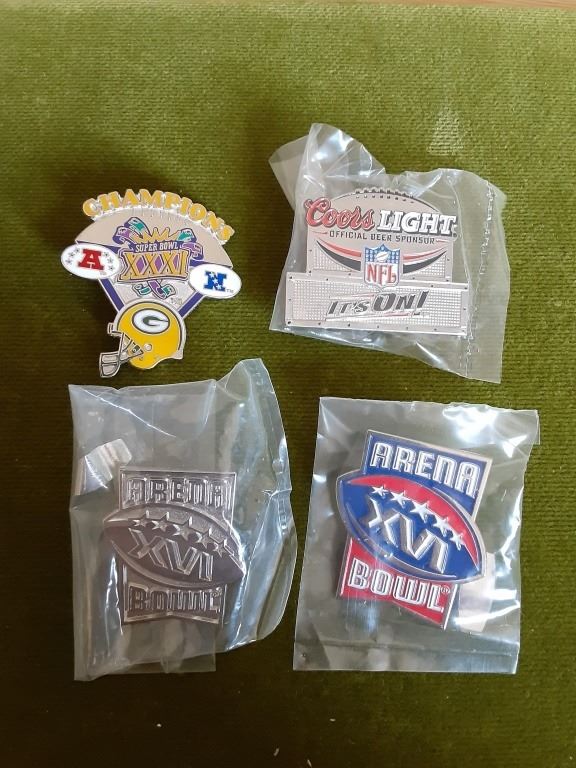 CHAMPIONS
SUPER BOWL
XXXI
A
N
G
Coors LIGHT
OFFICIAL BEER SPONSOR
NFL
IT'S ON!
ARENA
XVI
BOWL
ARENA
XVI
BOWL®